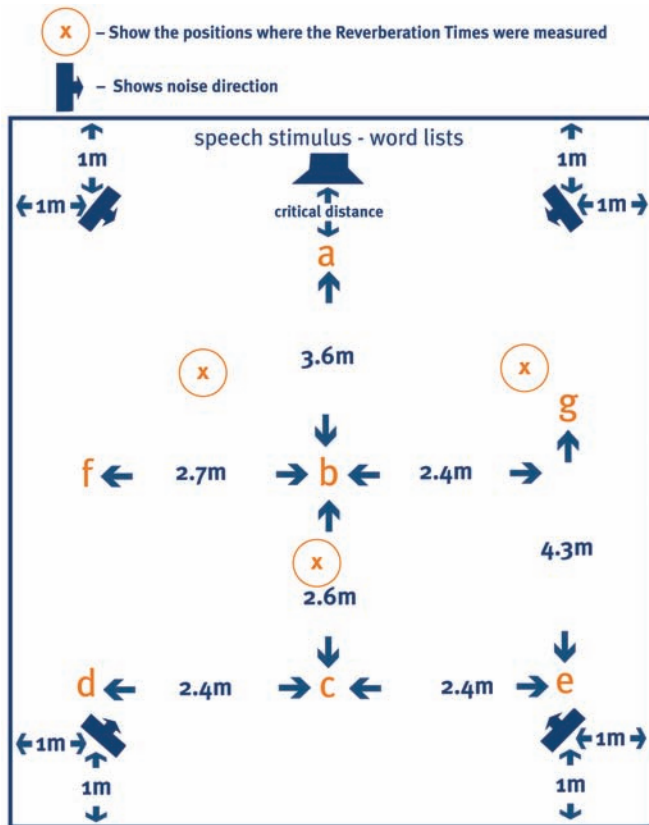 x – Show the positions where the Reverberation Times were measured
– Shows noise direction
speech stimulus - word lists
1m
1m
1m
1m
critical distance
a
3.6m
x
x
g
f
2.7m
b
2.4m
4.3m
x
2.6m
d
2.4m
c
2.4m
e
1m
1m
1m
1m